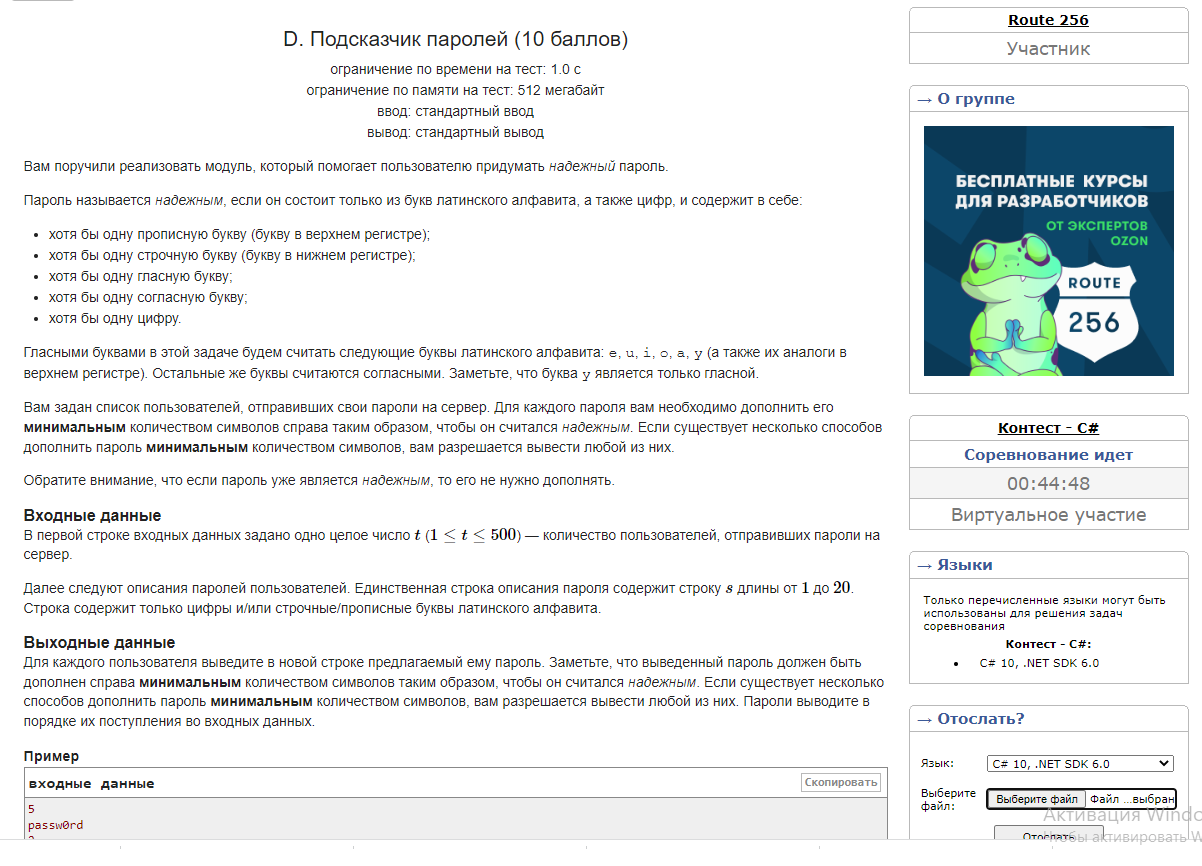 D. Подсказчик паролей (10 баллов)
ограничение по времени на тест: 1.0 с
ограничение по памяти на тест: 512 мегабайт
ввод: стандартный ввод
вывод: стандартный вывод
Вам поручили реализовать модуль, который помогает пользователю придумать надежный пароль.
Пароль называется надежным, если он состоит только из букв латинского алфавита, а также цифр, и содержит в себе:
• хотя бы одну прописную букву (букву в верхнем регистре);
• хотя бы одну строчную букву (букву в нижнем регистре);
• хотя бы одну гласную букву;
• хотя бы одну согласную букву;
• хотя бы одну цифру.
Гласными буквами в этой задаче будем считать следующие буквы латинского алфавита: e, u, i, o, a, y (а также их аналоги в
верхнем регистре). Остальные же буквы считаются согласными. Заметьте, что буква y является только гласной.
Вам задан список пользователей, отправивших свои пароли на сервер. Для каждого пароля вам необходимо дополнить его
минимальным количеством символов справа таким образом, чтобы он считался надежным. Если существует несколько способов
дополнить пароль минимальным количеством символов, вам разрешается вывести любой из них.
Обратите внимание, что если пароль уже является надежным, то его не нужно дополнять.
Входные данные
В первой строке входных данных задано одно целое число t (1 ≤ t ≤ 500) — количество пользователей, отправивших пароли на
сервер.
Далее следуют описания паролей пользователей. Единственная строка описания пароля содержит строку s длины от 1 до 20.
Строка содержит только цифры и/или строчные/прописные буквы латинского алфавита.
Выходные данные
Для каждого пользователя выведите в новой строке предлагаемый ему пароль. Заметьте, что выведенный пароль должен быть
дополнен справа минимальным количеством символов таким образом, чтобы он считался надежным. Если существует несколько
способов дополнить пароль минимальным количеством символов, вам разрешается вывести любой из них. Пароли выводите в
порядке их поступления во входных данных.
Пример
входные данные
Скопировать
5
passw0rd
Route 256
Участник
→ О группе
БЕСПЛАТНЫЕ КУРСЫ
ДЛЯ РАЗРАБОТЧИКОВ
ОТ ЭКСПЕРТОВ
OZON
ROUTE
256
Контест - C#
Соревнование идет
00:44:48
Виртуальное участие
→ Языки
Только перечисленные языки могут быть
использованы для решения задач
соревнования
Контест - C#:
• C# 10, .NET SDK 6.0
→ Отослать?
Язык: C# 10, .NET SDK 6.0
Выберите
файл: Выберите файл Файл ...выбран
Активация Windo
Отослать
Чтобы активировать W